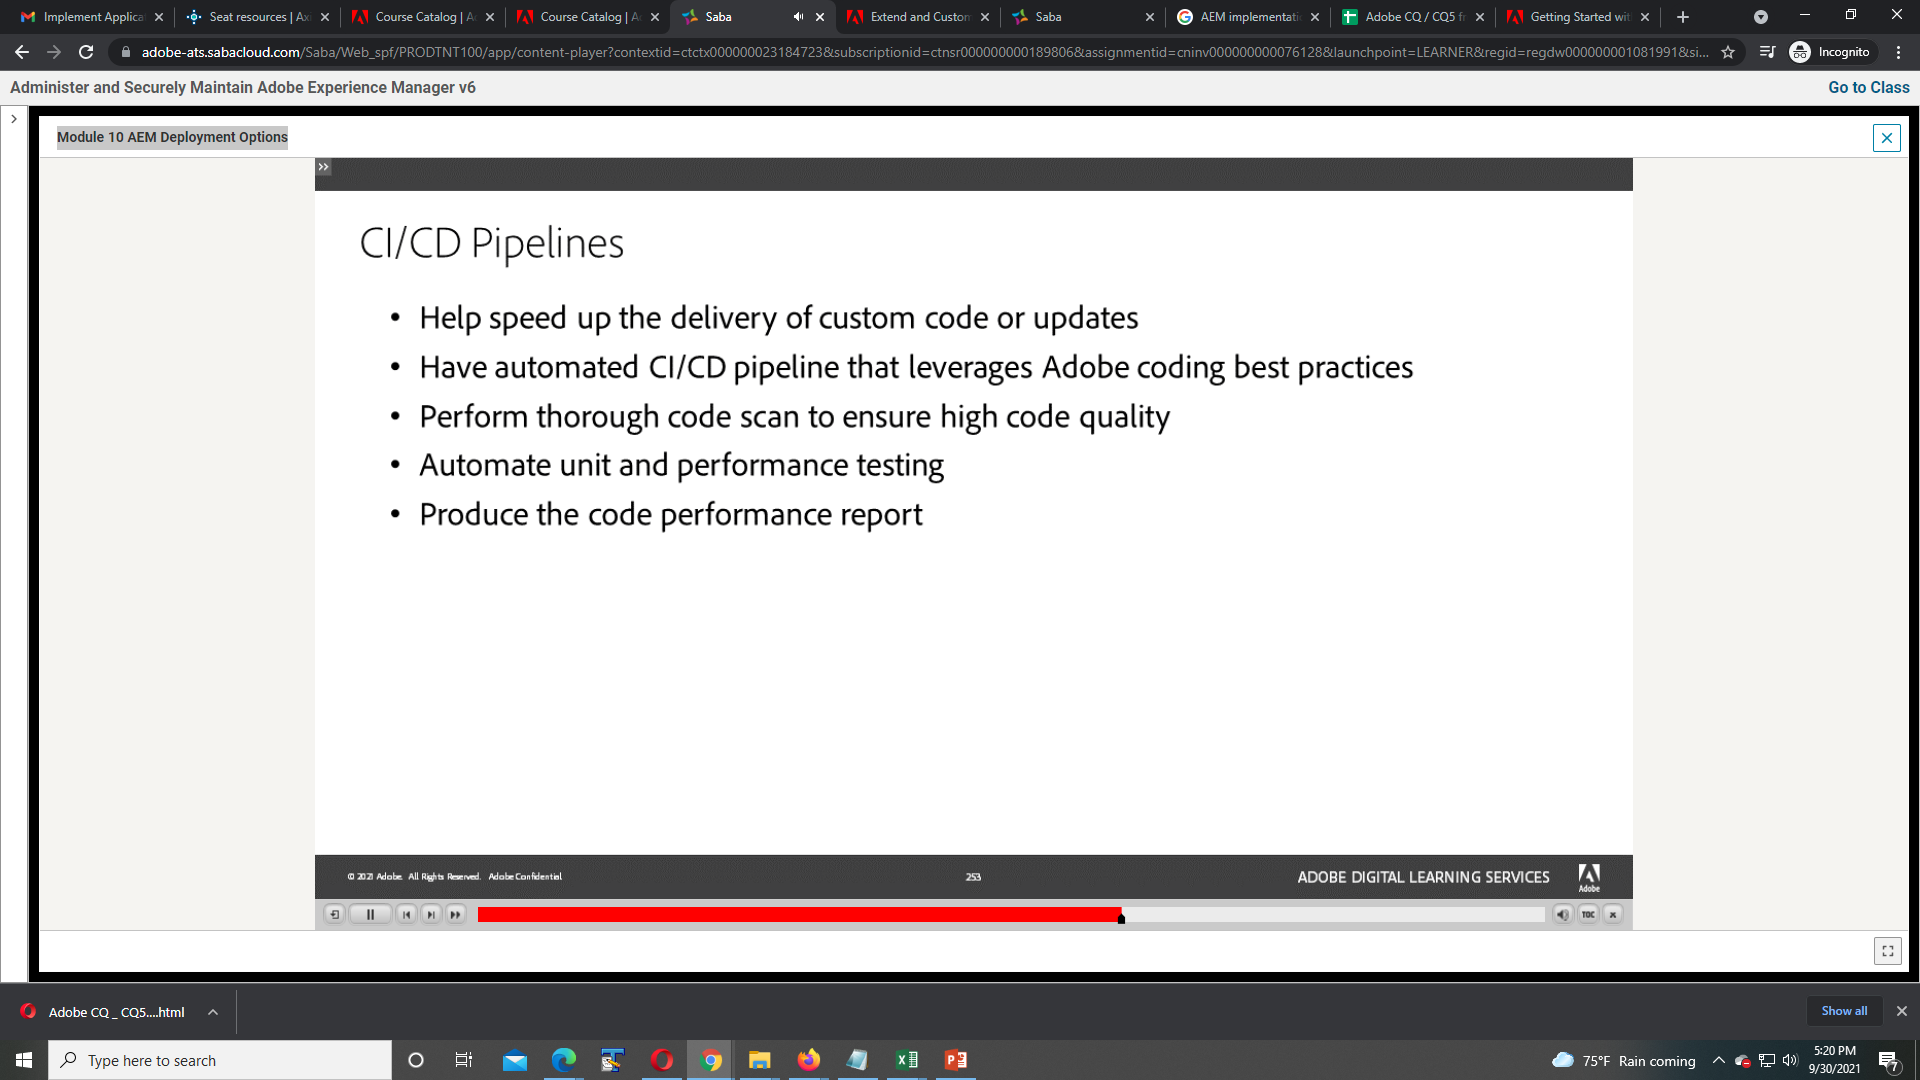 Implement Applica
Seat resources | Ax
Course Catalog | A
Course Catalog | A
Saba
Extend and Custom
Saba
AEM implementati
Adobe CQ / CQ5 fr
Getting Started wit
adobe-ats.sabacloud.com/Saba/Web_spf/PRODTNT100/app/content-player?contextid=ctctx000000023184723&subscriptionid=ctnsr000000000189806&assignmentid=cninv000000000076128&launchpoint=LEARNER&regid=regdw000000001081991&si...
Incognito
Administer and Securely Maintain Adobe Experience Manager v6
Go to Class
Module 10 AEM Deployment Options
CI/CD Pipelines
• Help speed up the delivery of custom code or updates
• Have automated CI/CD pipeline that leverages Adobe coding best practices
• Perform thorough code scan to ensure high code quality
• Automate unit and performance testing
• Produce the code performance report
© 2021 Adobe. All Rights Reserved. Adobe Confidential
253
ADOBE DIGITAL LEARNING SERVICES
Adobe
TOC
Adobe CQ _ CQ5....html
Show all
Type here to search
75°F Rain coming
5:20 PM
9/30/2021
7